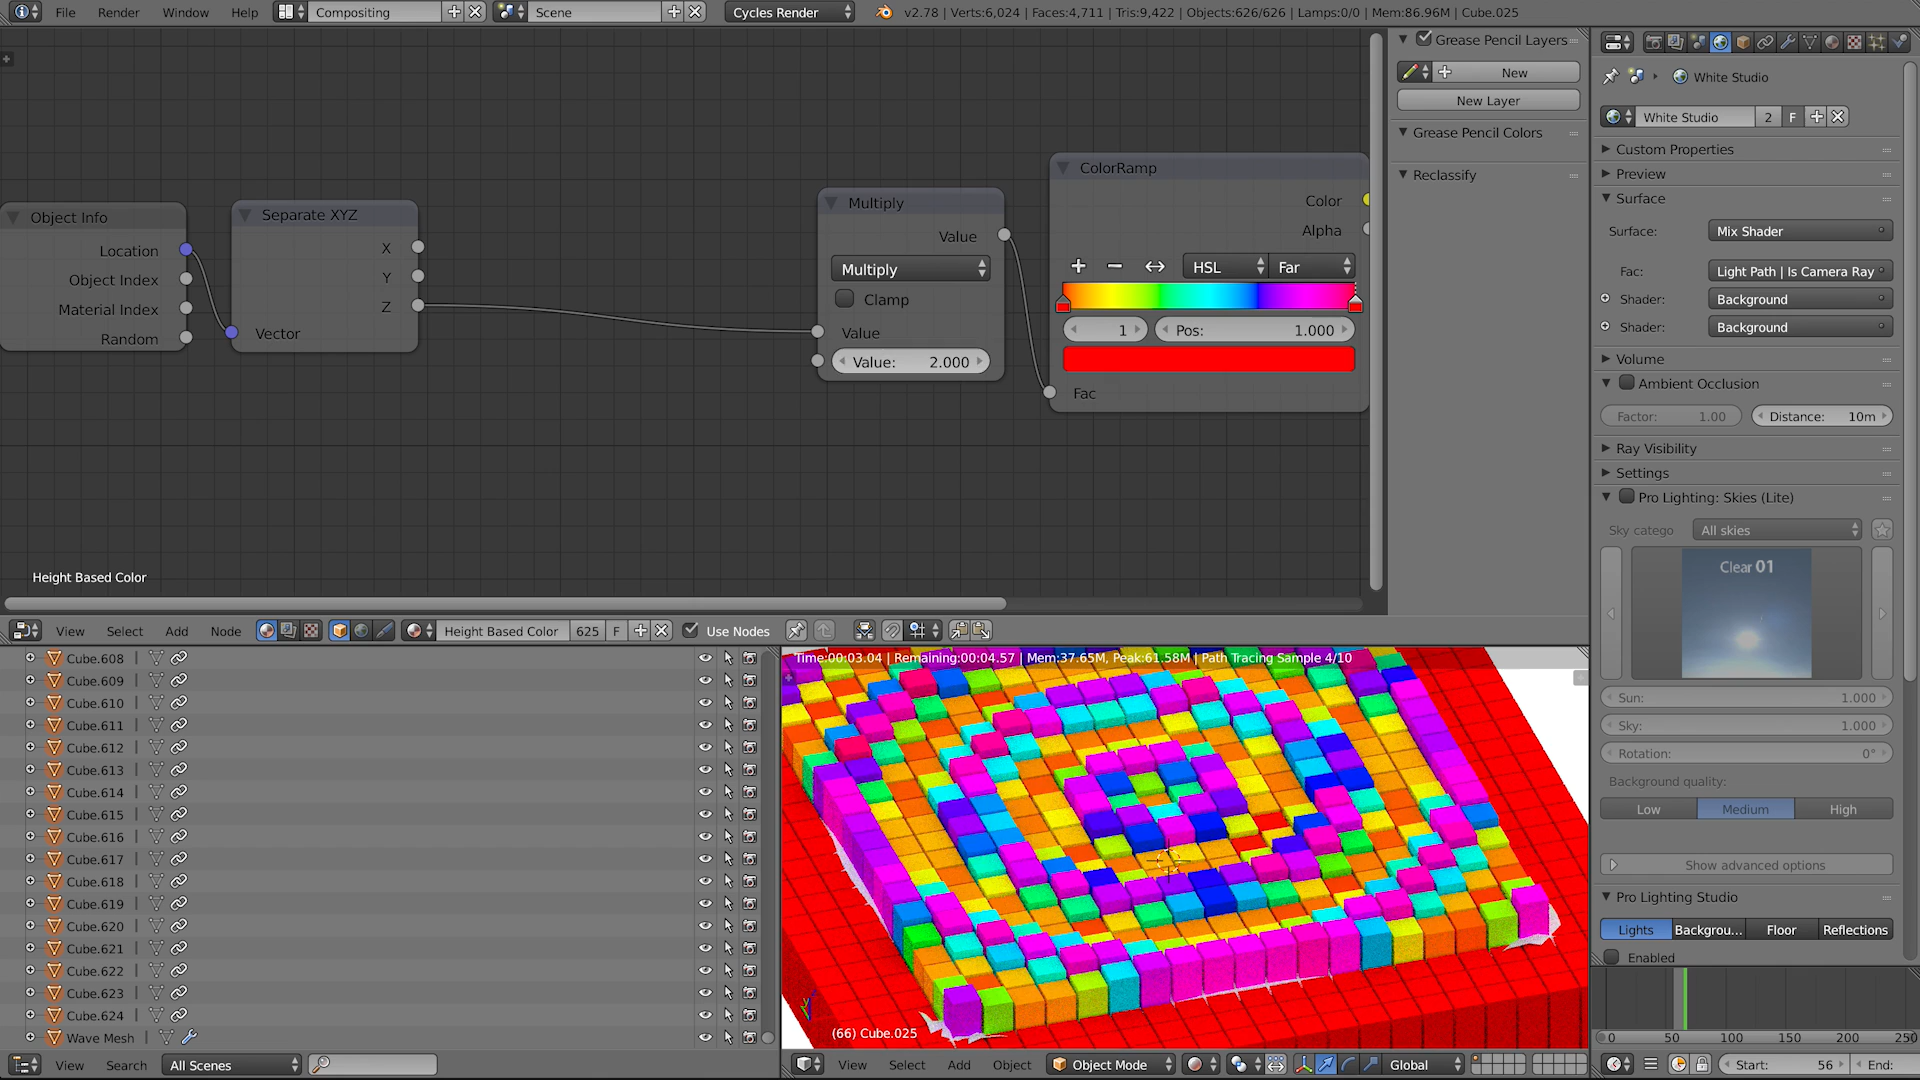 File Render Window Help Compositing Scene Cycles Render v2.78 | Verts:6,024 | Faces:4,711 | Tris:9,422 | Objects:626/626 | Lamps:0/0 | Mem:86.96M | Cube.025
Object Info
Location
Object Index
Material Index
Random
Separate XYZ
X
Y
Z
Vector
Multiply
Value
Multiply
Clamp
Value
Value: 2.000
ColorRamp
Color
Alpha
HSL Far
1 Pos: 1.000
Fac
Height Based Color
Grease Pencil Layers
New
New Layer
Grease Pencil Colors
Reclassify
White Studio
White Studio 2 F
Custom Properties
Preview
Surface
Surface: Mix Shader
Fac: Light Path | Is Camera Ray
Shader: Background
Shader: Background
Volume
Ambient Occlusion
Factor: 1.00 Distance: 10m
Ray Visibility
Settings
Pro Lighting: Skies (Lite)
Sky catego All skies
Clear 01
Sun: 1.000
Sky: 1.000
Rotation: 0°
Background quality:
Low Medium High
Show advanced options
Pro Lighting Studio
Lights Backgrou... Floor Reflections
Enabled
View Select Add Node Height Based Color 625 F Use Nodes
Cube.608
Cube.609
Cube.610
Cube.611
Cube.612
Cube.613
Cube.614
Cube.615
Cube.616
Cube.617
Cube.618
Cube.619
Cube.620
Cube.621
Cube.622
Cube.623
Cube.624
Wave Mesh
View Search All Scenes
Time:00:03.04 | Remaining:00:04.57 | Mem:37.65M, Peak:61.58M | Path Tracing Sample 4/10
(66) Cube.025
View Select Add Object Object Mode Global
0 50 100 150 200 250
Start: 56 End: